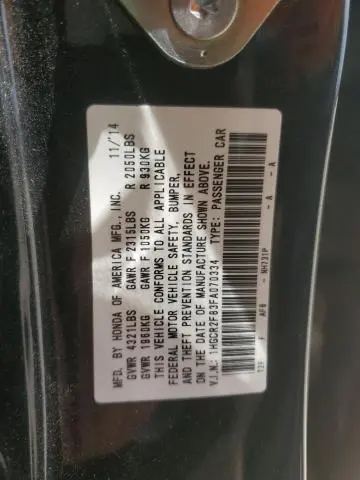 MFD. BY HONDA OF AMERICA MFG., INC. 11/'14
GVWR 4321LBS GAWR F 2315LBS R 2050LBS
GVWR 1960KG GAWR F 1050KG R 930KG
THIS VEHICLE CONFORMS TO ALL APPLICABLE
FEDERAL MOTOR VEHICLE SAFETY, BUMPER,
AND THEFT PREVENTION STANDARDS IN EFFECT
ON THE DATE OF MANUFACTURE SHOWN ABOVE.
V.I.N.: 1HGCR2F83FA070334 TYPE: PASSENGER CAR
AF6 - NH731P - A - A